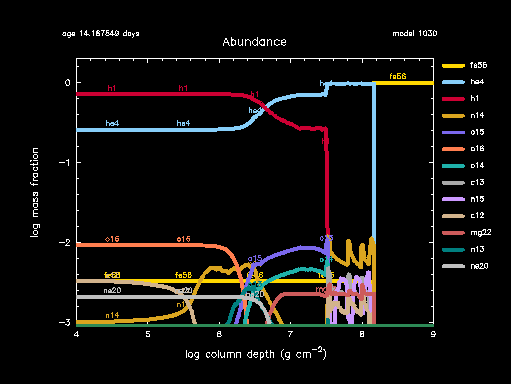 age 14.167549 days
model 1030
Abundance
fe56
he4
h1
n14
o15
o16
o14
c13
n15
c12
mg22
n13
ne20
0
−1
−2
−3
4
5
6
7
8
9
log mass fraction
log column depth (g cm⁻²)
h1
h1
h1
he4
he4
he4
fe56
o16
o16
fe56
fe56
ne20
n14
o15